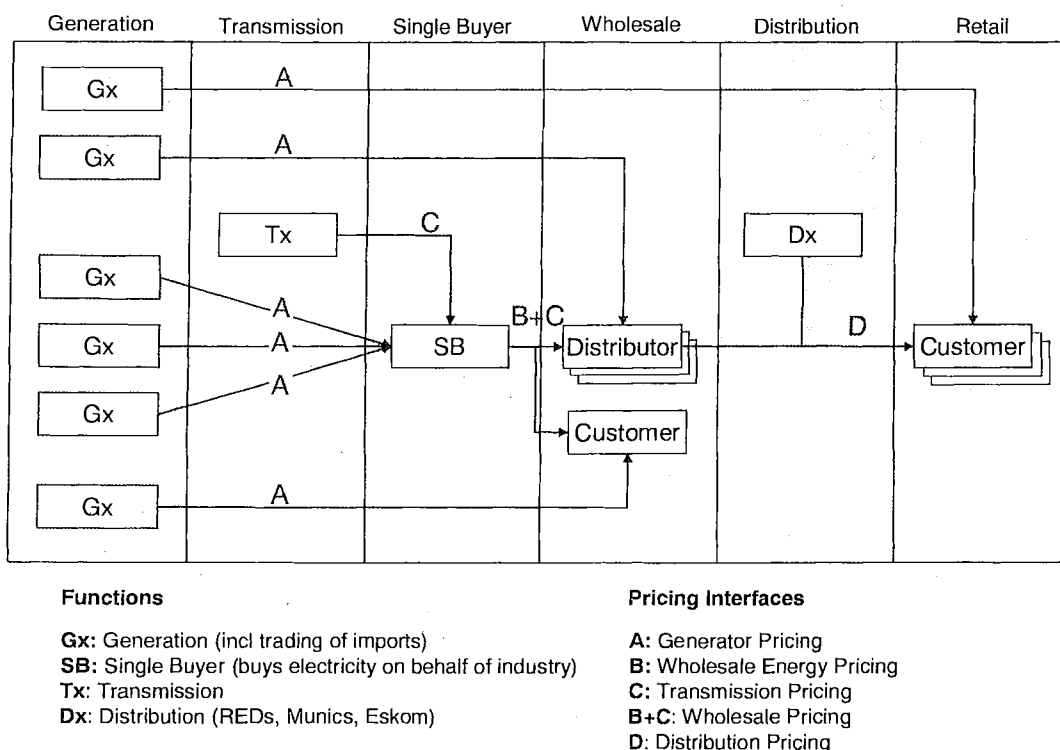 Generation Transmission Single Buyer Wholesale Distribution Retail
Gx A
Gx A
Tx C Dx
Gx
A
B+C
Gx A SB Distributor D Customer
A
Gx
Customer
Gx A
Functions Pricing Interfaces
Gx: Generation (incl trading of imports) A: Generator Pricing
SB: Single Buyer (buys electricity on behalf of industry) B: Wholesale Energy Pricing
Tx: Transmission C: Transmission Pricing
Dx: Distribution (REDs, Munics, Eskom) B+C: Wholesale Pricing
D: Distribution Pricing